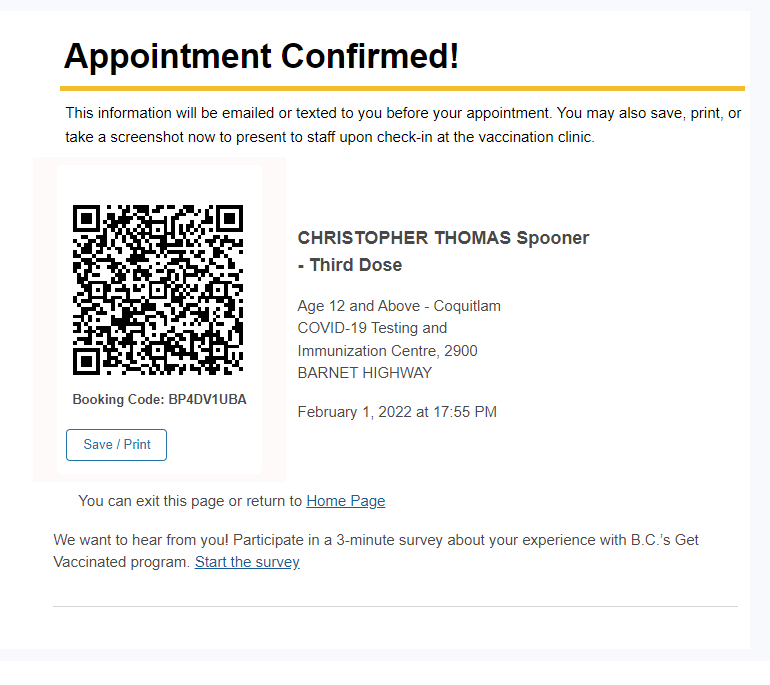 Appointment Confirmed!
This information will be emailed or texted to you before your appointment. You may also save, print, or
take a screenshot now to present to staff upon check-in at the vaccination clinic.
CHRISTOPHER THOMAS Spooner
- Third Dose
Age 12 and Above - Coquitlam
COVID-19 Testing and
Immunization Centre, 2900
BARNET HIGHWAY
February 1, 2022 at 17:55 PM
Booking Code: BP4DV1UBA
Save / Print
You can exit this page or return to Home Page
We want to hear from you! Participate in a 3-minute survey about your experience with B.C.'s Get
Vaccinated program. Start the survey